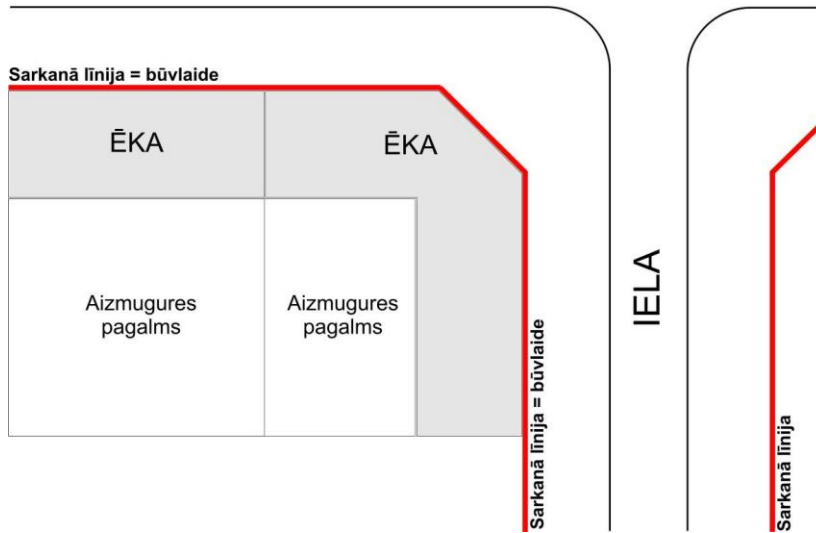 Sarkanā līnija = būvlaide
ĒKA
ĒKA
Aizmugures
pagalms
Aizmugures
pagalms
Sarkanā līnija = būvlaide
IELA
Sarkanā līnija